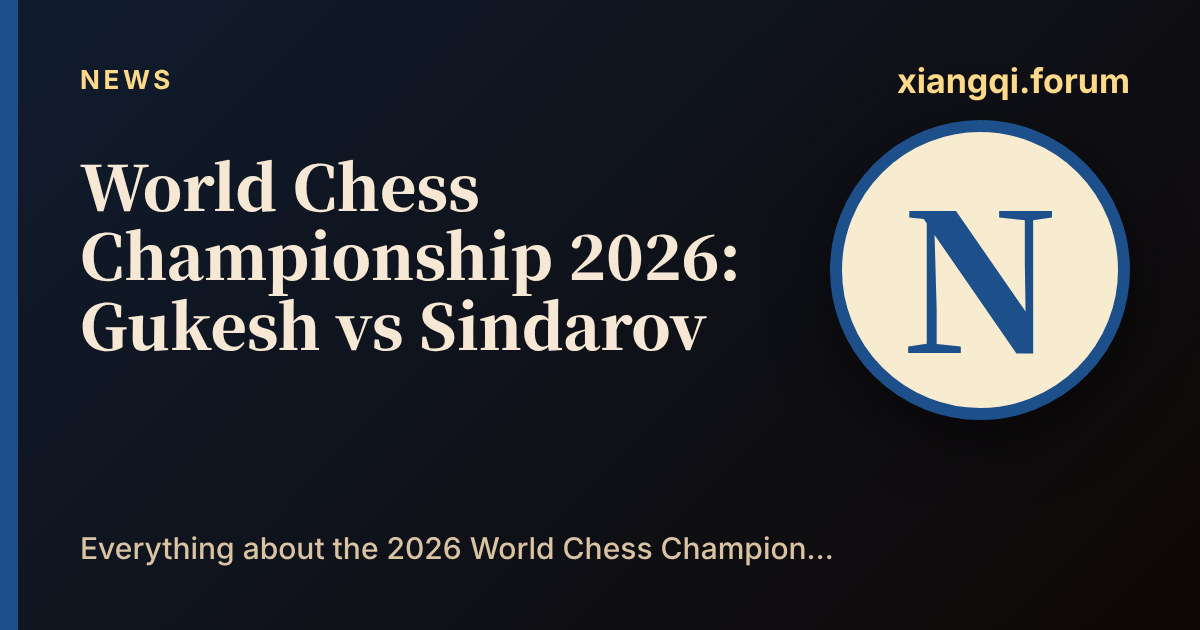 NEWS
xiangqi.forum
World Chess
Championship 2026:
Gukesh vs Sindarov
N
Everything about the 2026 World Chess Champion...